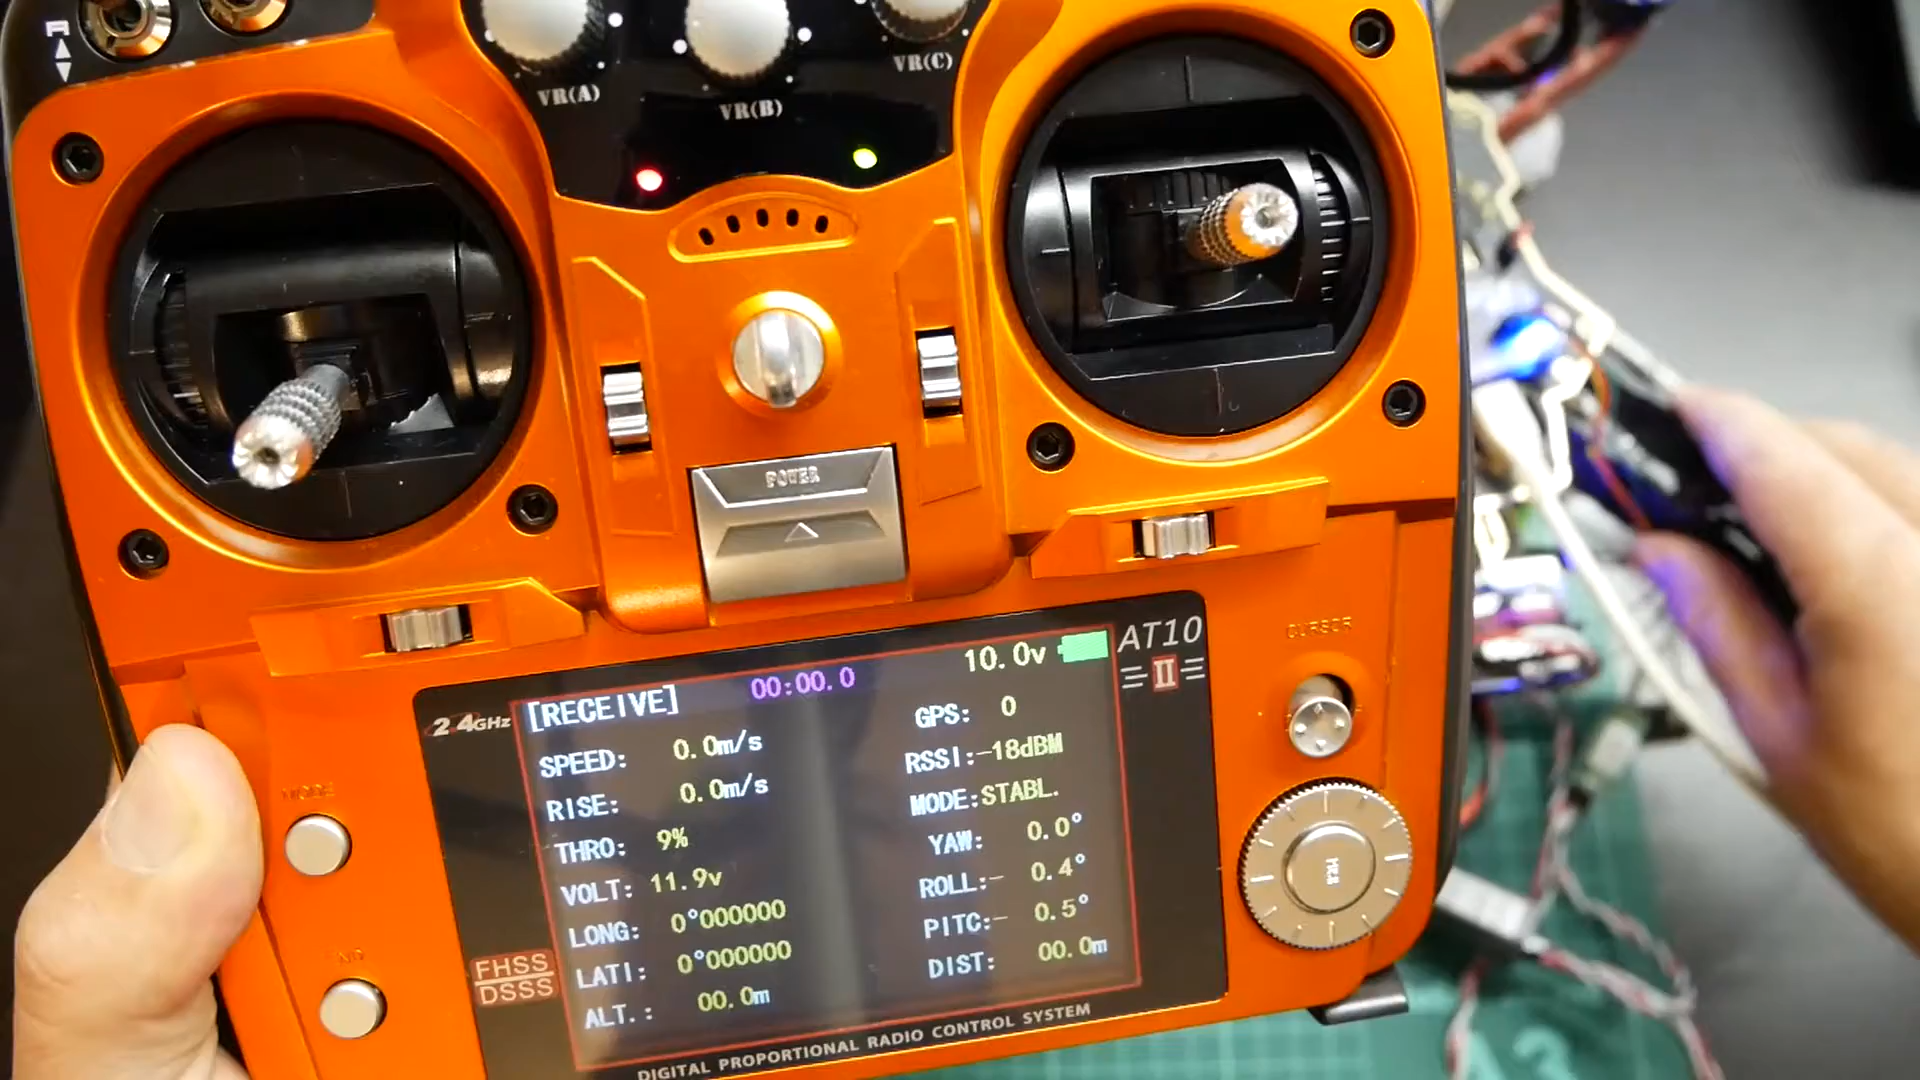 VR(A)
VR(B)
VR(C)
POWER
CURSOR
AT10
II
2.4GHz
[RECEIVE] 00:00.0 10.0v
SPEED: 0.0m/s GPS: 0
RISE: 0.0m/s RSSI:-18dBM
THRO: 9% MODE:STABL.
VOLT: 11.9v YAW: 0.0°
LONG: 0°000000 ROLL:- 0.4°
LATI: 0°000000 PITC:- 0.5°
ALT.: 00.0m DIST: 00.0m
MODE
END
FHSS
DSSS
DIGITAL PROPORTIONAL RADIO CONTROL SYSTEM